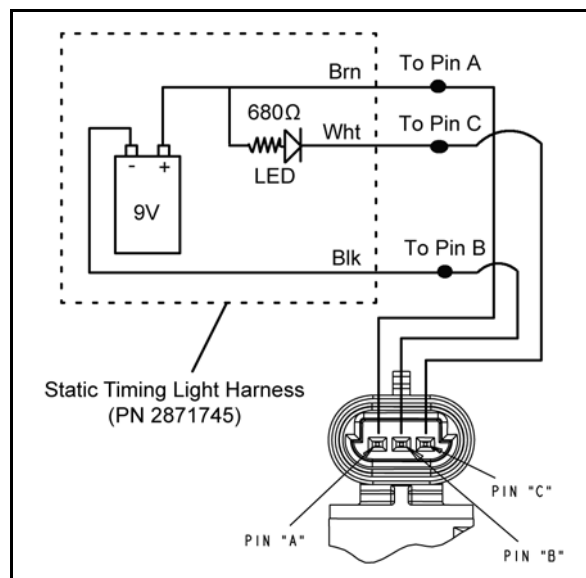 Brn
To Pin A
680Ω
Wht
To Pin C
LED
- +
9V
Blk
To Pin B
Static Timing Light Harness
(PN 2871745)
PIN "C"
PIN "A"
PIN "B"